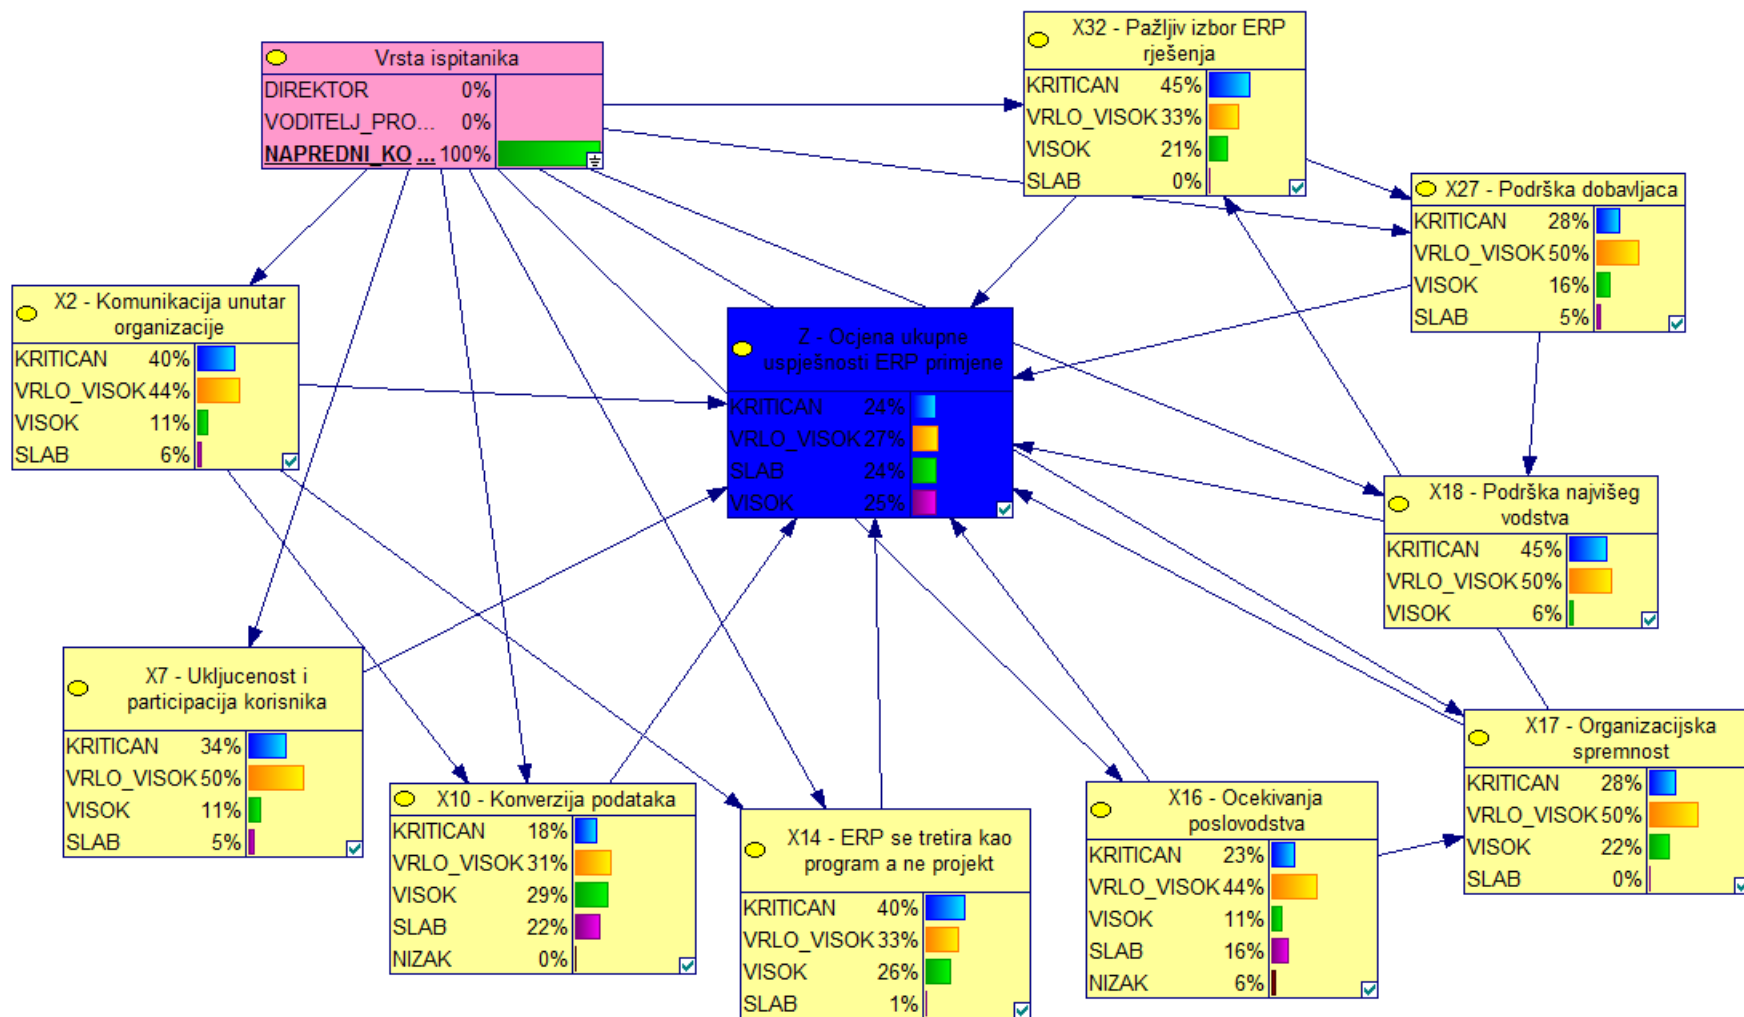 Vrsta ispitanika
DIREKTOR 0%
VODITELJ_PRO... 0%
NAPREDNI_KO ... 100%
X32 - Pažljiv izbor ERP
rješenja
KRITICAN 45%
VRLO_VISOK 33%
VISOK 21%
SLAB 0%
X27 - Podrška dobavljaca
KRITICAN 28%
VRLO_VISOK 50%
VISOK 16%
SLAB 5%
X2 - Komunikacija unutar
organizacije
KRITICAN 40%
VRLO_VISOK 44%
VISOK 11%
SLAB 6%
Z - Ocjena ukupne
uspješnosti ERP primjene
KRITICAN 24%
VRLO_VISOK 27%
SLAB 24%
VISOK 25%
X18 - Podrška najvišeg
vodstva
KRITICAN 45%
VRLO_VISOK 50%
VISOK 6%
X7 - Ukljucenost i
participacija korisnika
KRITICAN 34%
VRLO_VISOK 50%
VISOK 11%
SLAB 5%
X10 - Konverzija podataka
KRITICAN 18%
VRLO_VISOK 31%
VISOK 29%
SLAB 22%
NIZAK 0%
X14 - ERP se tretira kao
program a ne projekt
KRITICAN 40%
VRLO_VISOK 33%
VISOK 26%
SLAB 1%
X16 - Ocekivanja
poslovodstva
KRITICAN 23%
VRLO_VISOK 44%
VISOK 11%
SLAB 16%
NIZAK 6%
X17 - Organizacijska
spremnost
KRITICAN 28%
VRLO_VISOK 50%
VISOK 22%
SLAB 0%